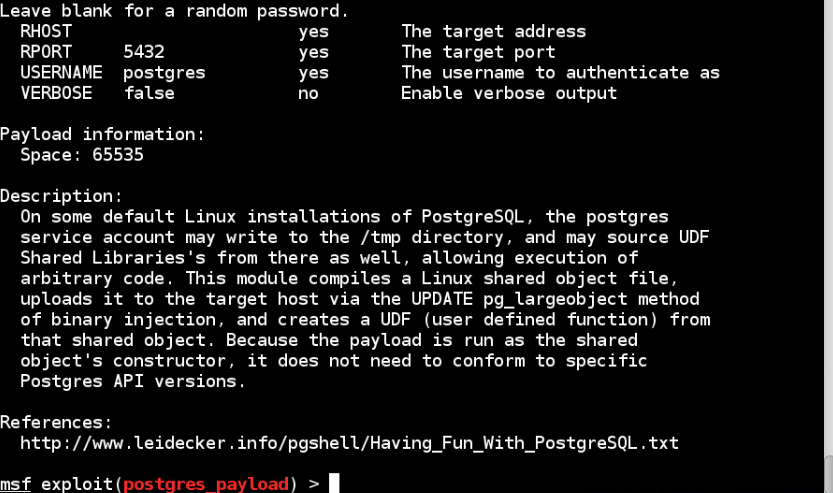 Leave blank for a random password.
RHOST yes The target address
RPORT 5432 yes The target port
USERNAME postgres yes The username to authenticate as
VERBOSE false no Enable verbose output
Payload information:
Space: 65535
Description:
On some default Linux installations of PostgreSQL, the postgres
service account may write to the /tmp directory, and may source UDF
Shared Libraries's from there as well, allowing execution of
arbitrary code. This module compiles a Linux shared object file,
uploads it to the target host via the UPDATE pg_largeobject method
of binary injection, and creates a UDF (user defined function) from
that shared object. Because the payload is run as the shared
object's constructor, it does not need to conform to specific
Postgres API versions.
References:
http://www.leidecker.info/pgshell/Having_Fun_With_PostgreSQL.txt
msf exploit(postgres_payload) >